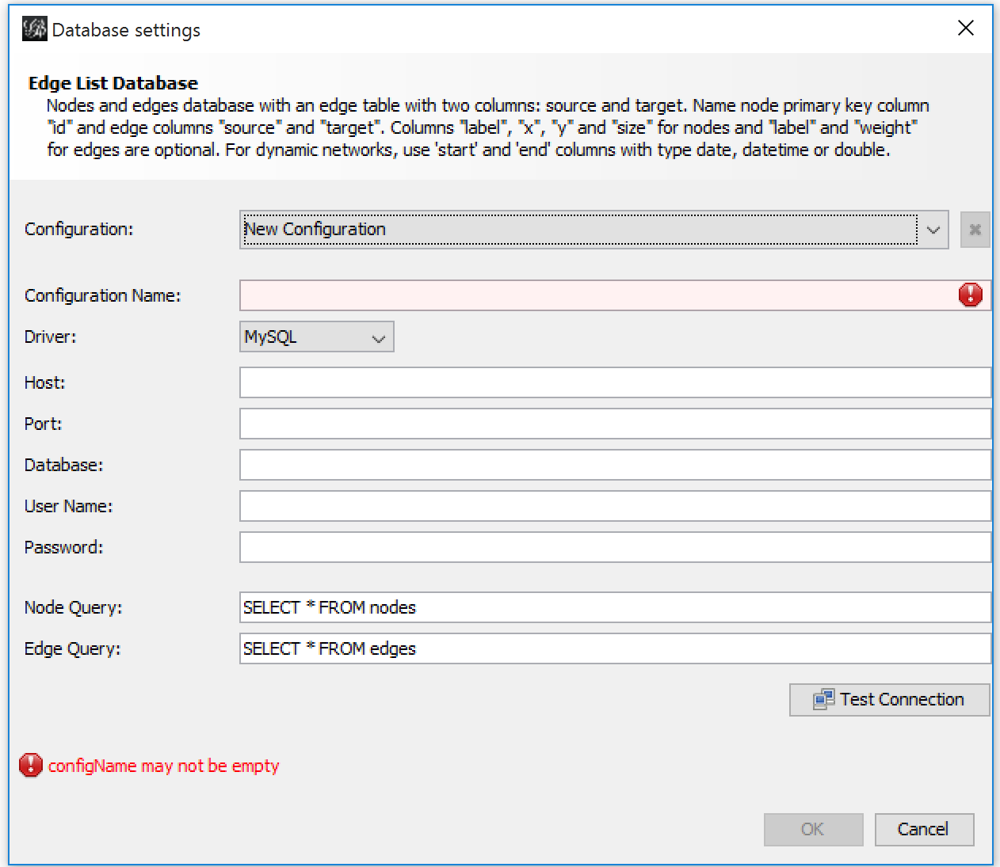 Database settings
Edge List Database
Nodes and edges database with an edge table with two columns: source and target. Name node primary key column
"id" and edge columns "source" and "target". Columns "label", "x", "y" and "size" for nodes and "label" and "weight"
for edges are optional. For dynamic networks, use 'start' and 'end' columns with type date, datetime or double.
Configuration: New Configuration
Configuration Name:
Driver: MySQL
Host:
Port:
Database:
User Name:
Password:
Node Query: SELECT * FROM nodes
Edge Query: SELECT * FROM edges
Test Connection
configName may not be empty
OK Cancel